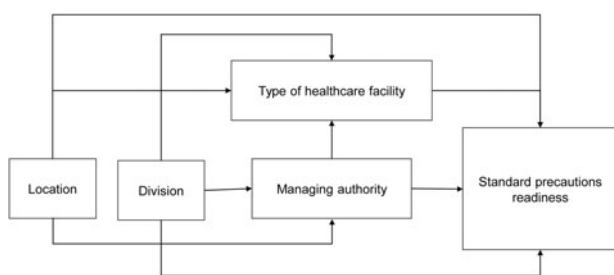 Type of healthcare facility
Location
Division
Managing authority
Standard precautions
readiness